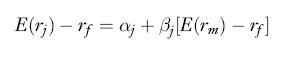 E(r_j) − r_f = α_j + β_j[E(r_m) − r_f]